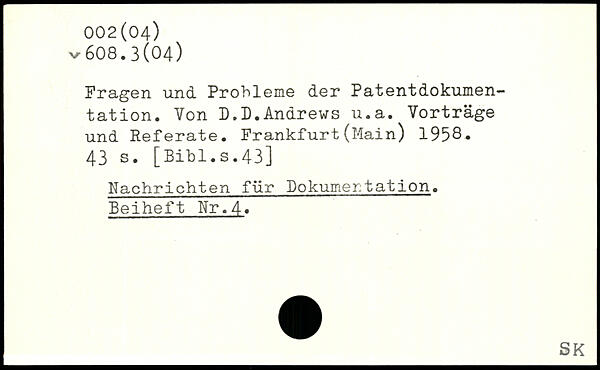 002(04)
✓608.3(04)
Fragen und Probleme der Patentdokumen-
tation. Von D.D.Andrews u.a. Vorträge
und Referate. Frankfurt(Main) 1958.
43 s. [Bibl.s.43]
Nachrichten für Dokumentation.
Beiheft Nr.4.
SK